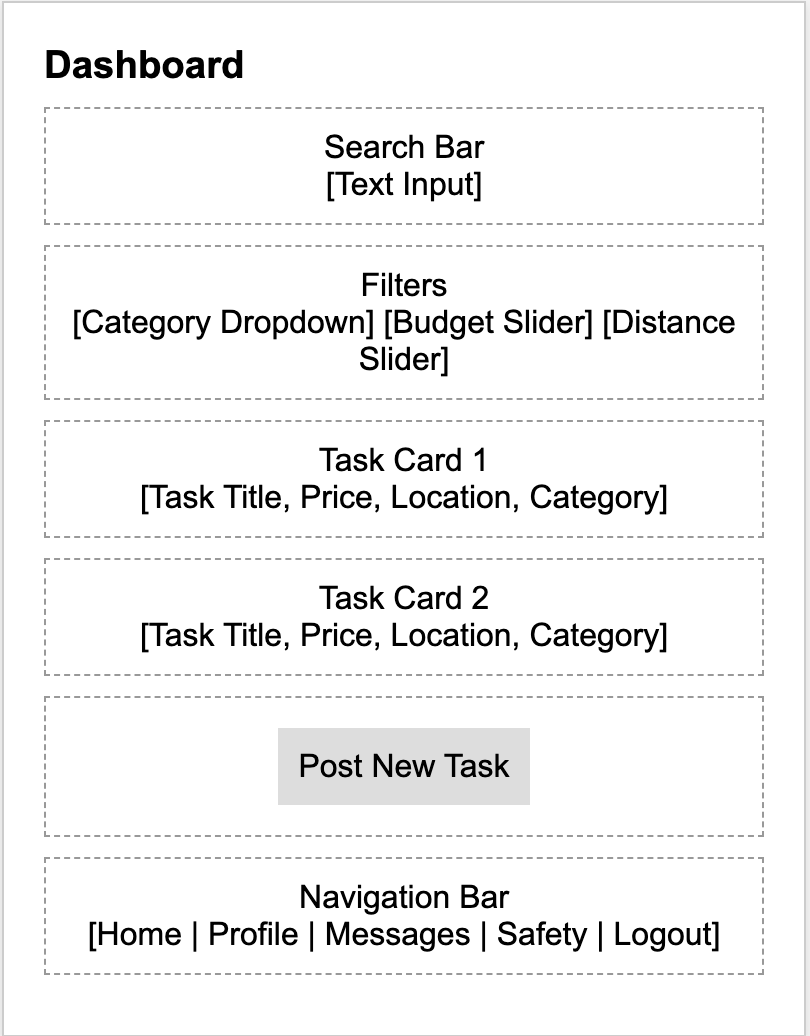 Dashboard
Search Bar
[Text Input]
Filters
[Category Dropdown] [Budget Slider] [Distance
Slider]
Task Card 1
[Task Title, Price, Location, Category]
Task Card 2
[Task Title, Price, Location, Category]
Post New Task
Navigation Bar
[Home | Profile | Messages | Safety | Logout]